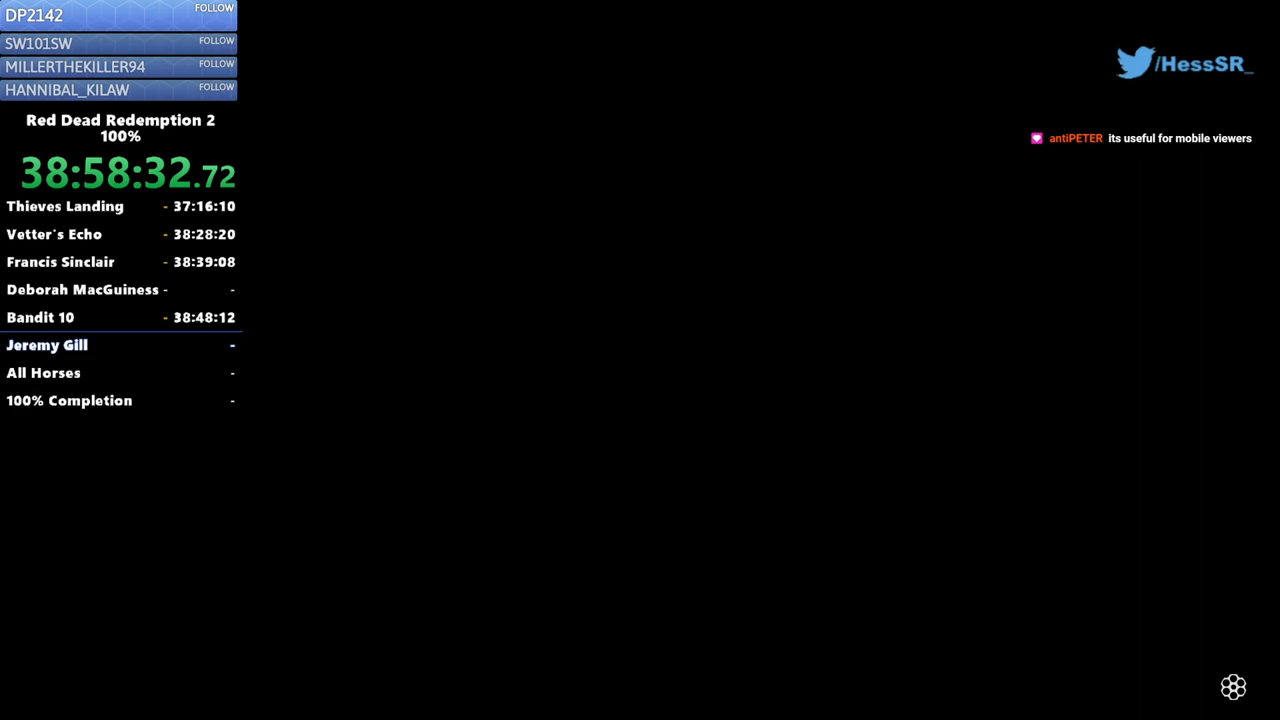 DP2142 FOLLOW
SW101SW FOLLOW
MILLERTHEKILLER94 FOLLOW
HANNIBAL_KILAW FOLLOW
/HessSR_
Red Dead Redemption 2
100%
antiPETER its useful for mobile viewers
38:58:32.72
Thieves Landing - 37:16:10
Vetter's Echo - 38:28:20
Francis Sinclair - 38:39:08
Deborah MacGuiness - -
Bandit 10 - 38:48:12
Jeremy Gill -
All Horses -
100% Completion -